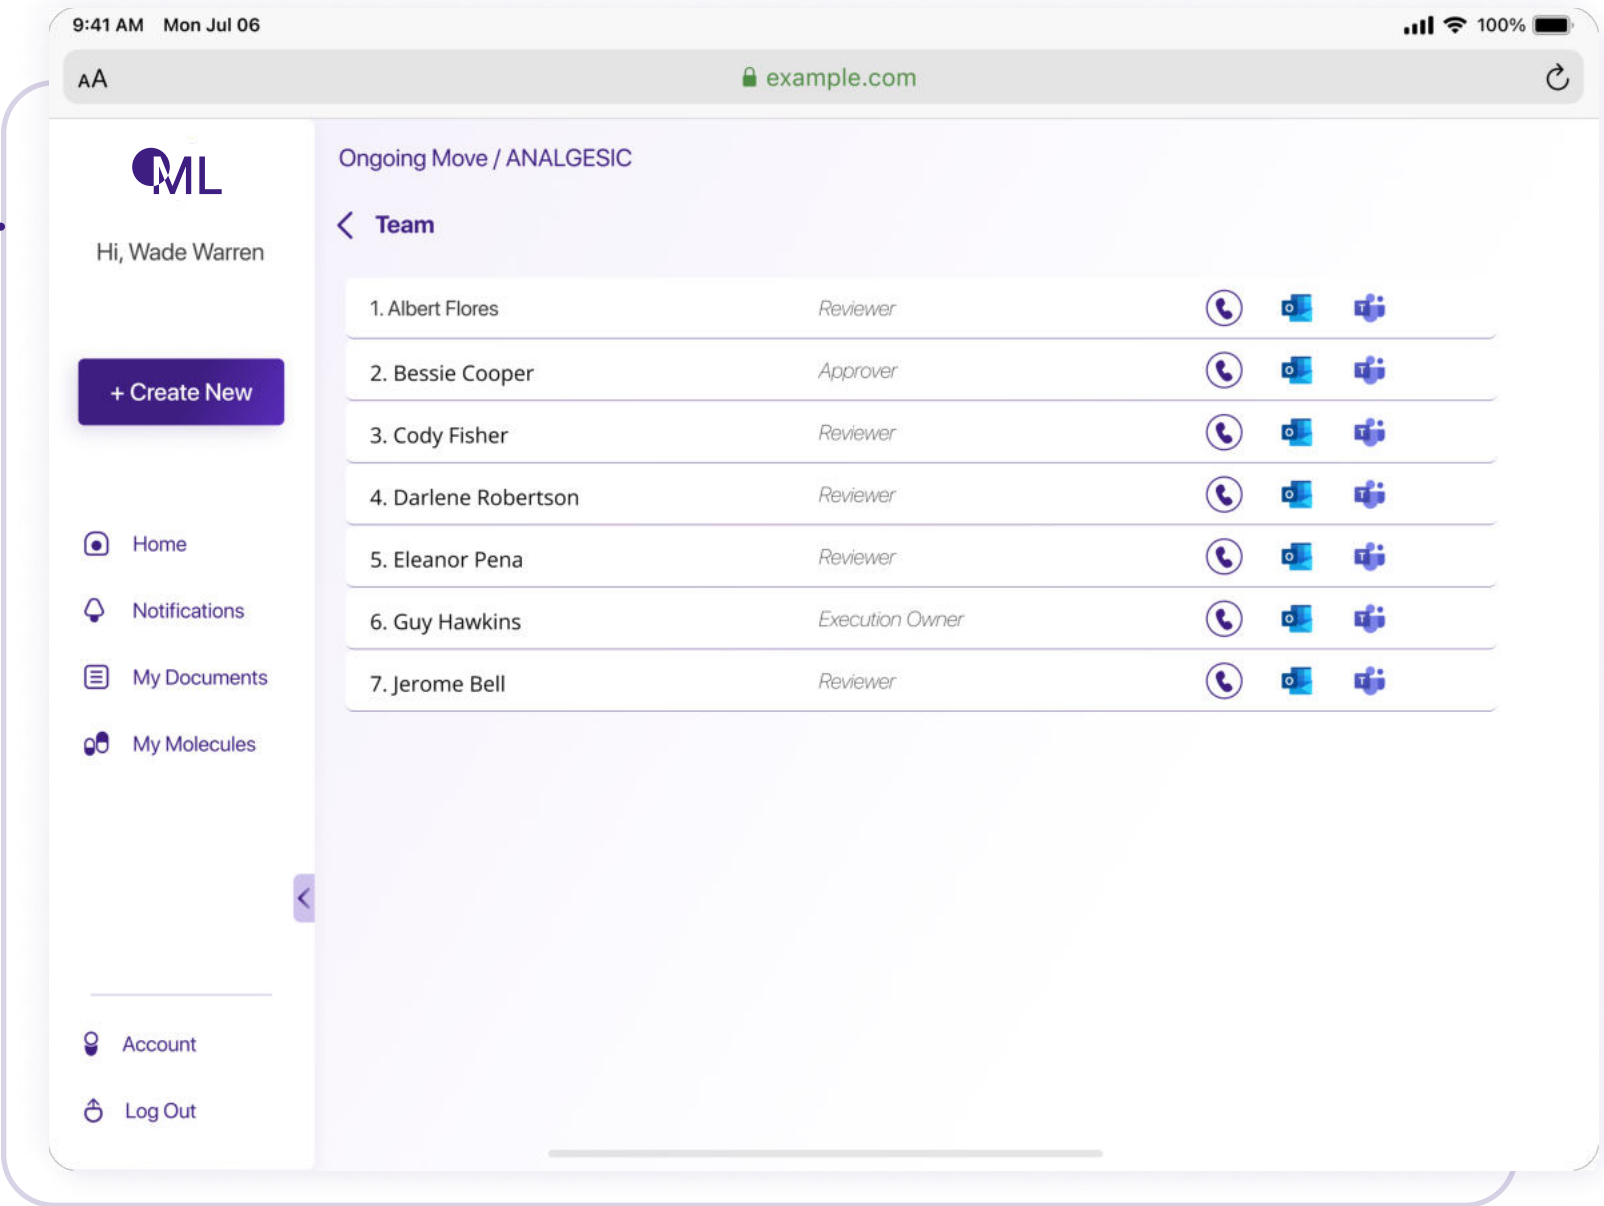 9:41 AM Mon Jul 06
100%
AA
example.com
ML
Hi, Wade Warren
+ Create New
Home
Notifications
My Documents
My Molecules
Account
Log Out
Ongoing Move / ANALGESIC
Team
1. Albert Flores Reviewer
2. Bessie Cooper Approver
3. Cody Fisher Reviewer
4. Darlene Robertson Reviewer
5. Eleanor Pena Reviewer
6. Guy Hawkins Execution Owner
7. Jerome Bell Reviewer